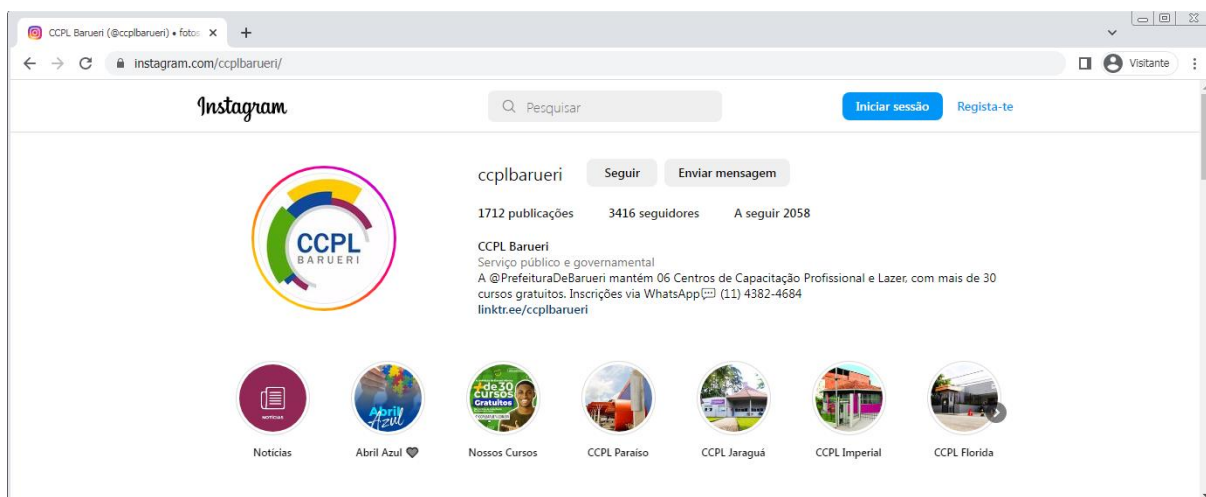 CCPL Barueri (@ccplbarueri) • fotos
instagram.com/ccplbarueri/
Visitante
Instagram
Pesquisar
Iniciar sessão
Regista-te
ccplbarueri
Seguir
Enviar mensagem
1712 publicações 3416 seguidores A seguir 2058
CCPL Barueri
Serviço público e governamental
A @PrefeituraDeBarueri mantém 06 Centros de Capacitação Profissional e Lazer, com mais de 30
cursos gratuitos. Inscrições via WhatsApp💬 (11) 4382-4684
linktr.ee/ccplbarueri
CCPL
BARUERI
NOTÍCIAS
Abril
Azul
+de30
cursos
Gratuitos
Notícias
Abril Azul 🖤
Nossos Cursos
CCPL Paraíso
CCPL Jaraguá
CCPL Imperial
CCPL Florida